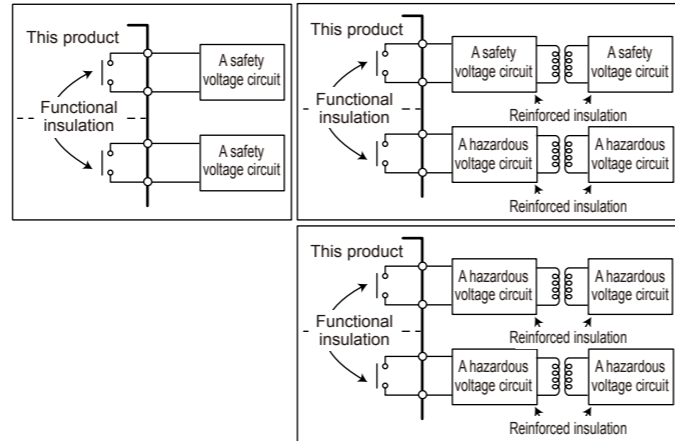 This product
A safety
voltage circuit
Functional
insulation
A safety
voltage circuit
This product
A safety
voltage circuit
A safety
voltage circuit
Reinforced insulation
Functional
insulation
A hazardous
voltage circuit
A hazardous
voltage circuit
Reinforced insulation
This product
A hazardous
voltage circuit
A hazardous
voltage circuit
Reinforced insulation
Functional
insulation
A hazardous
voltage circuit
A hazardous
voltage circuit
Reinforced insulation